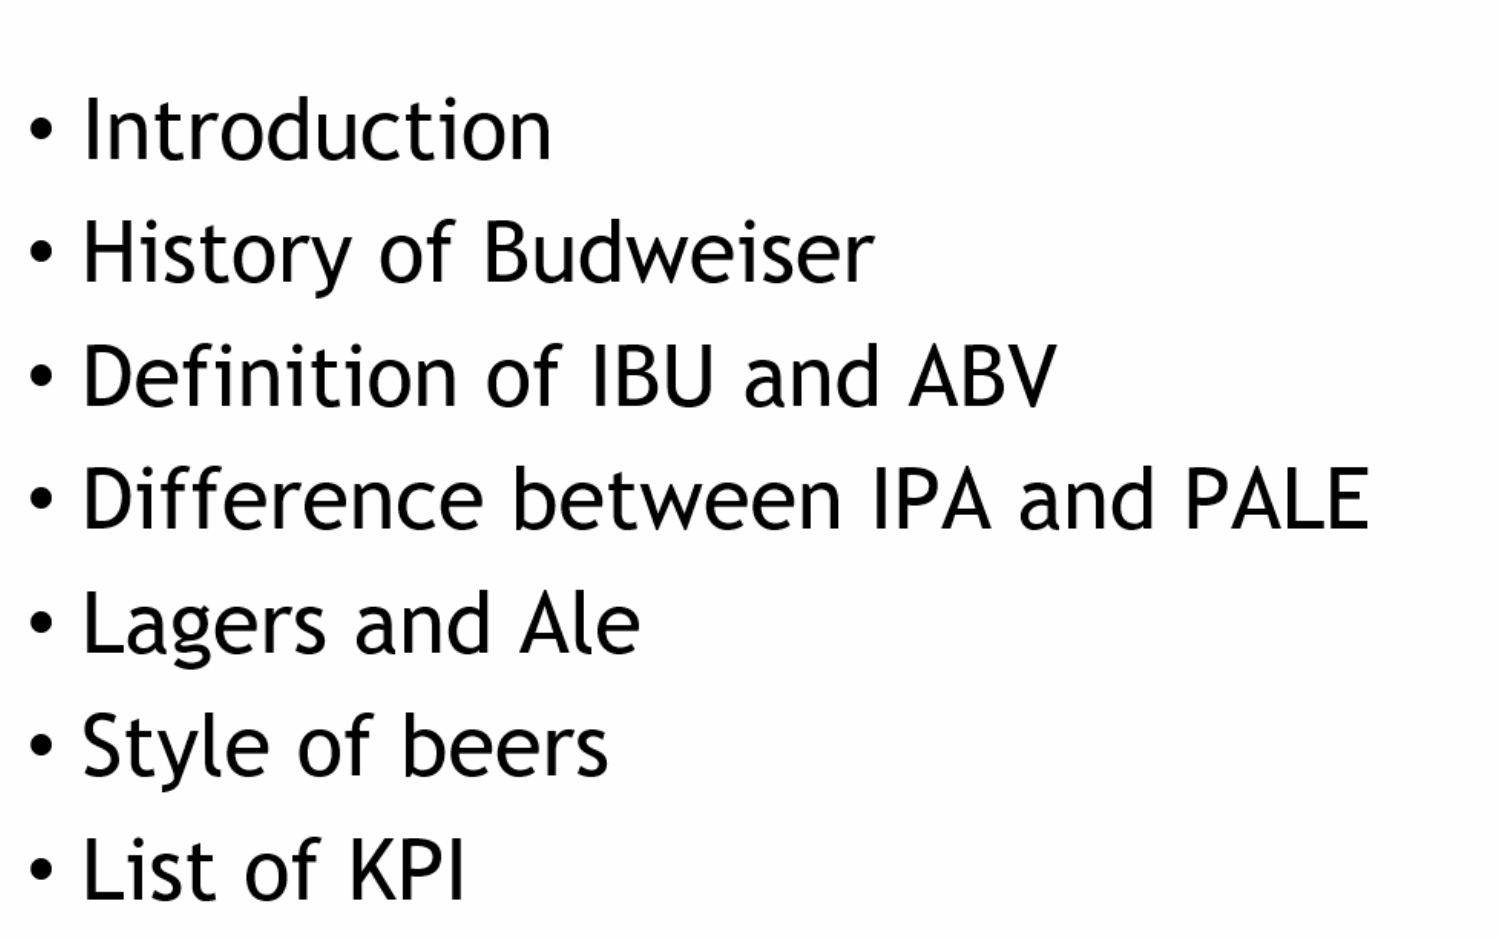 • Introduction
• History of Budweiser
• Definition of IBU and ABV
• Difference between IPA and PALE
• Lagers and Ale
• Style of beers
• List of KPI